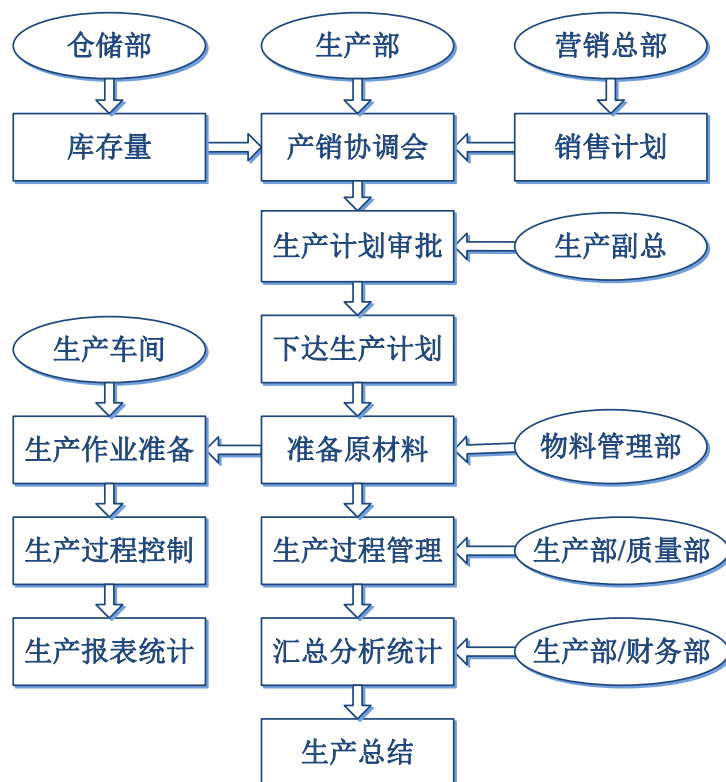 仓储部
生产部
营销总部
库存量
产销协调会
销售计划
生产计划审批
生产副总
生产车间
下达生产计划
生产作业准备
准备原材料
物料管理部
生产过程控制
生产过程管理
生产部/质量部
生产报表统计
汇总分析统计
生产部/财务部
生产总结